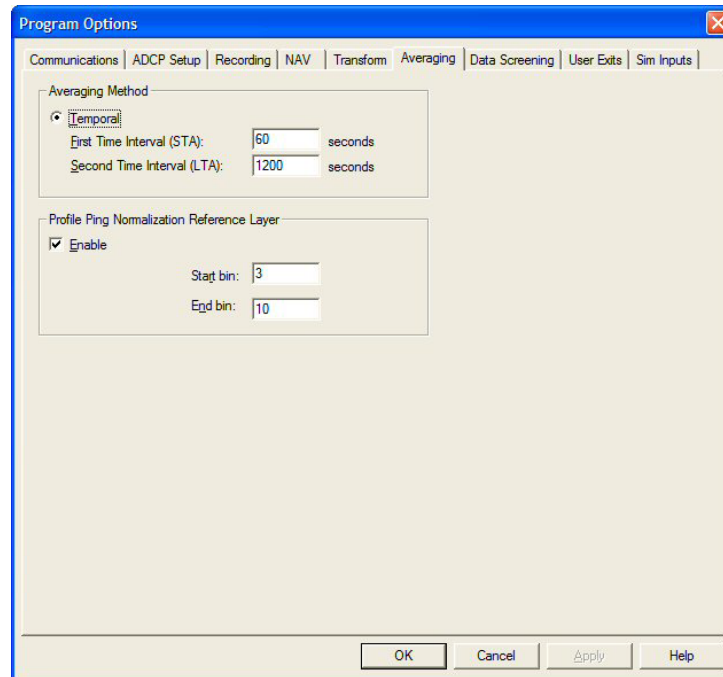 Program Options
Communications ADCP Setup Recording NAV Transform Averaging Data Screening User Exits Sim Inputs
Averaging Method
Temporal
First Time Interval (STA): 60 seconds
Second Time Interval (LTA): 1200 seconds
Profile Ping Normalization Reference Layer
Enable
Start bin: 3
End bin: 10
OK Cancel Apply Help